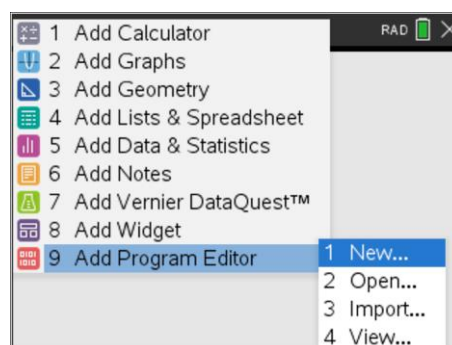 1 Add Calculator
RAD
2 Add Graphs
3 Add Geometry
4 Add Lists & Spreadsheet
5 Add Data & Statistics
6 Add Notes
7 Add Vernier DataQuest™
8 Add Widget
9 Add Program Editor
1 New...
2 Open...
3 Import...
4 View...